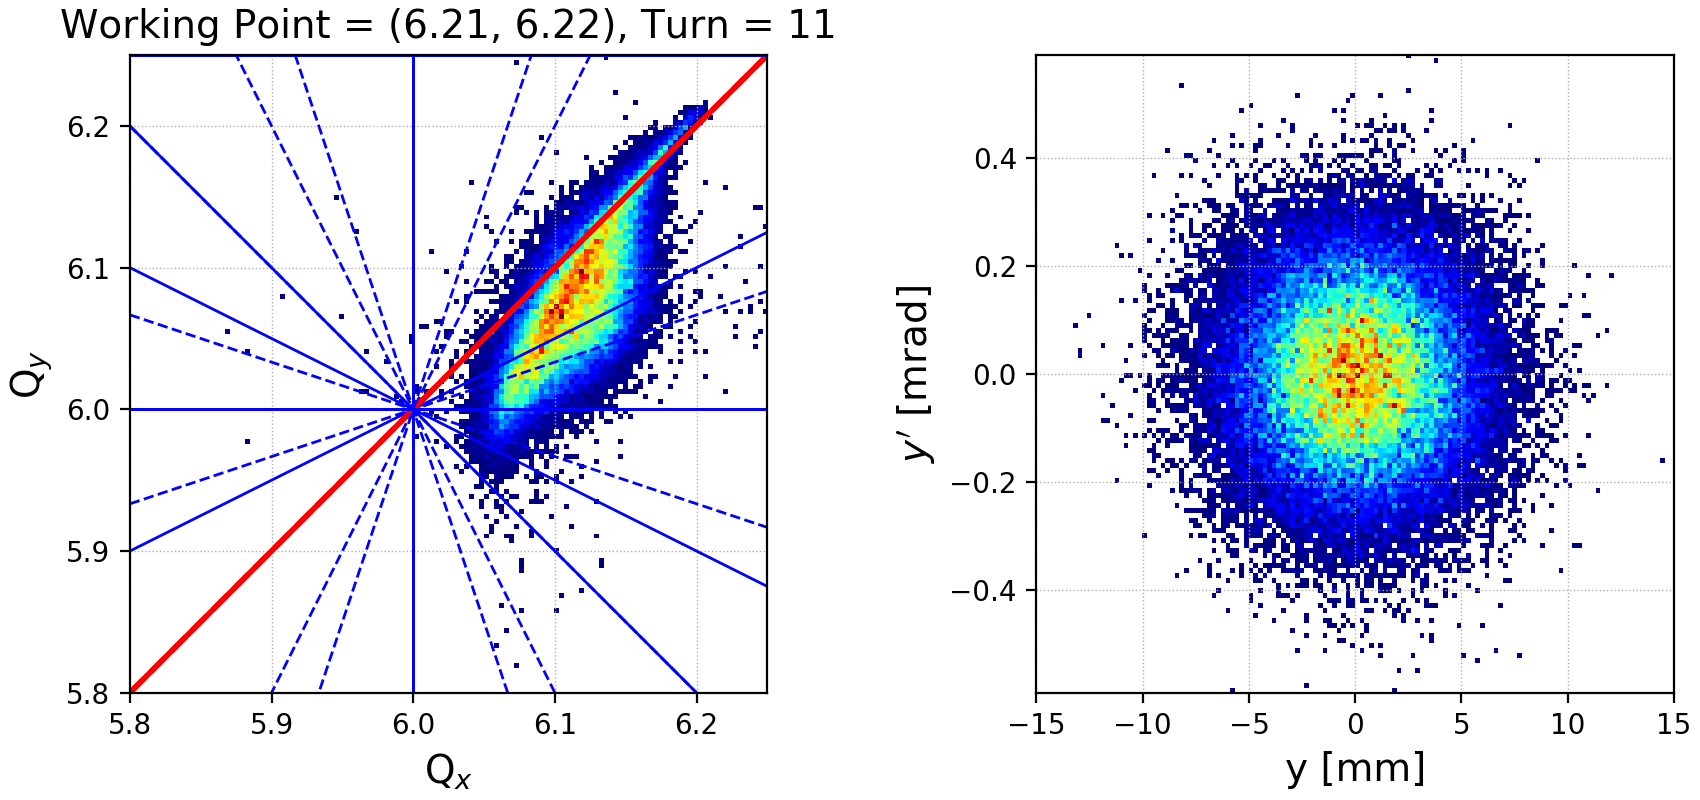 Working Point = (6.21, 6.22), Turn = 11
6.2
6.1
6.0
5.9
5.8
Q_y
5.8 5.9 6.0 6.1 6.2
Q_x
0.4
0.2
0.0
−0.2
−0.4
y′ [mrad]
−15 −10 −5 0 5 10 15
y [mm]